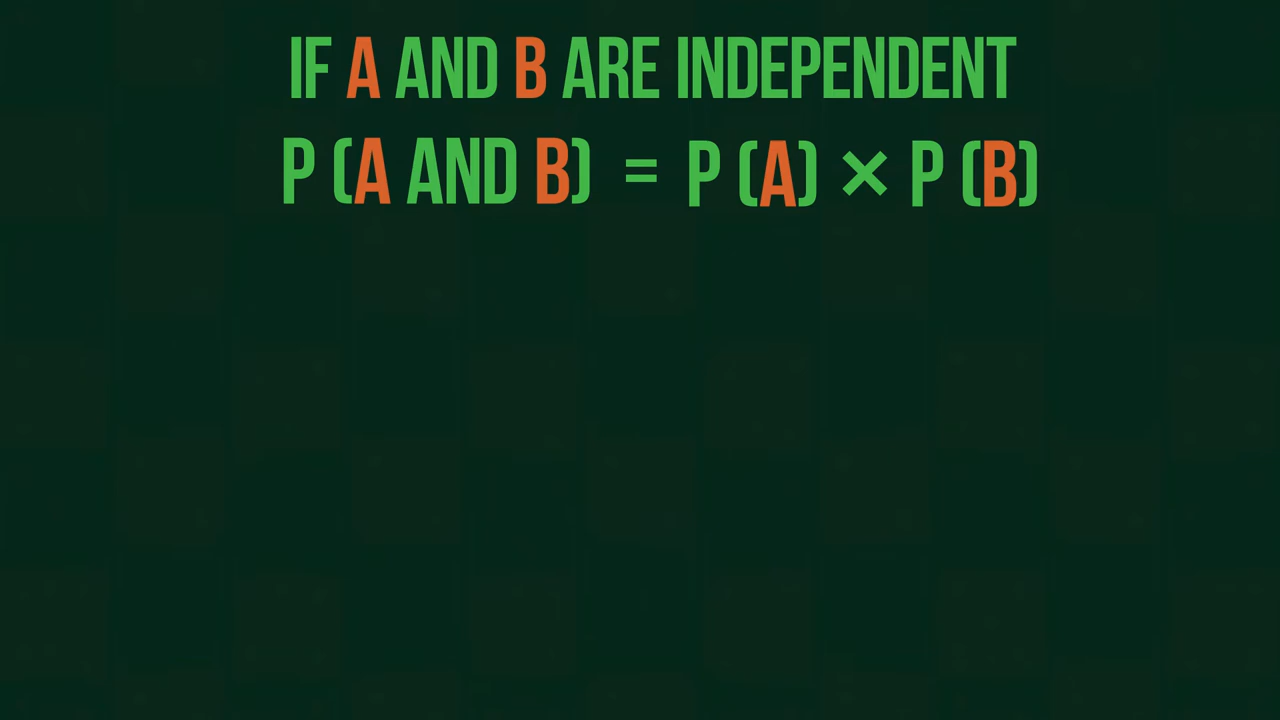 IF A AND B ARE INDEPENDENT
P (A AND B) = P (A) × P (B)